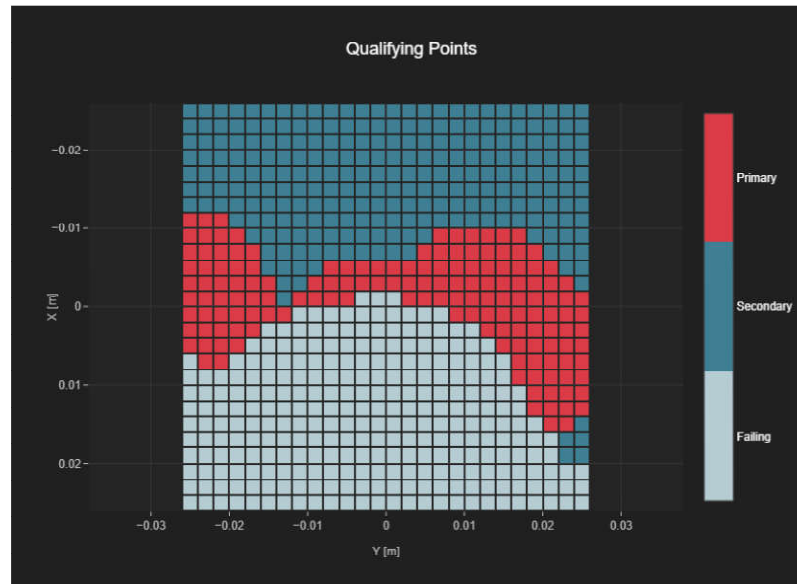 Qualifying Points
−0.02
−0.01
0
0.01
0.02
X [m]
−0.03
−0.02
−0.01
0
0.01
0.02
0.03
Y [m]
Primary
Secondary
Failing